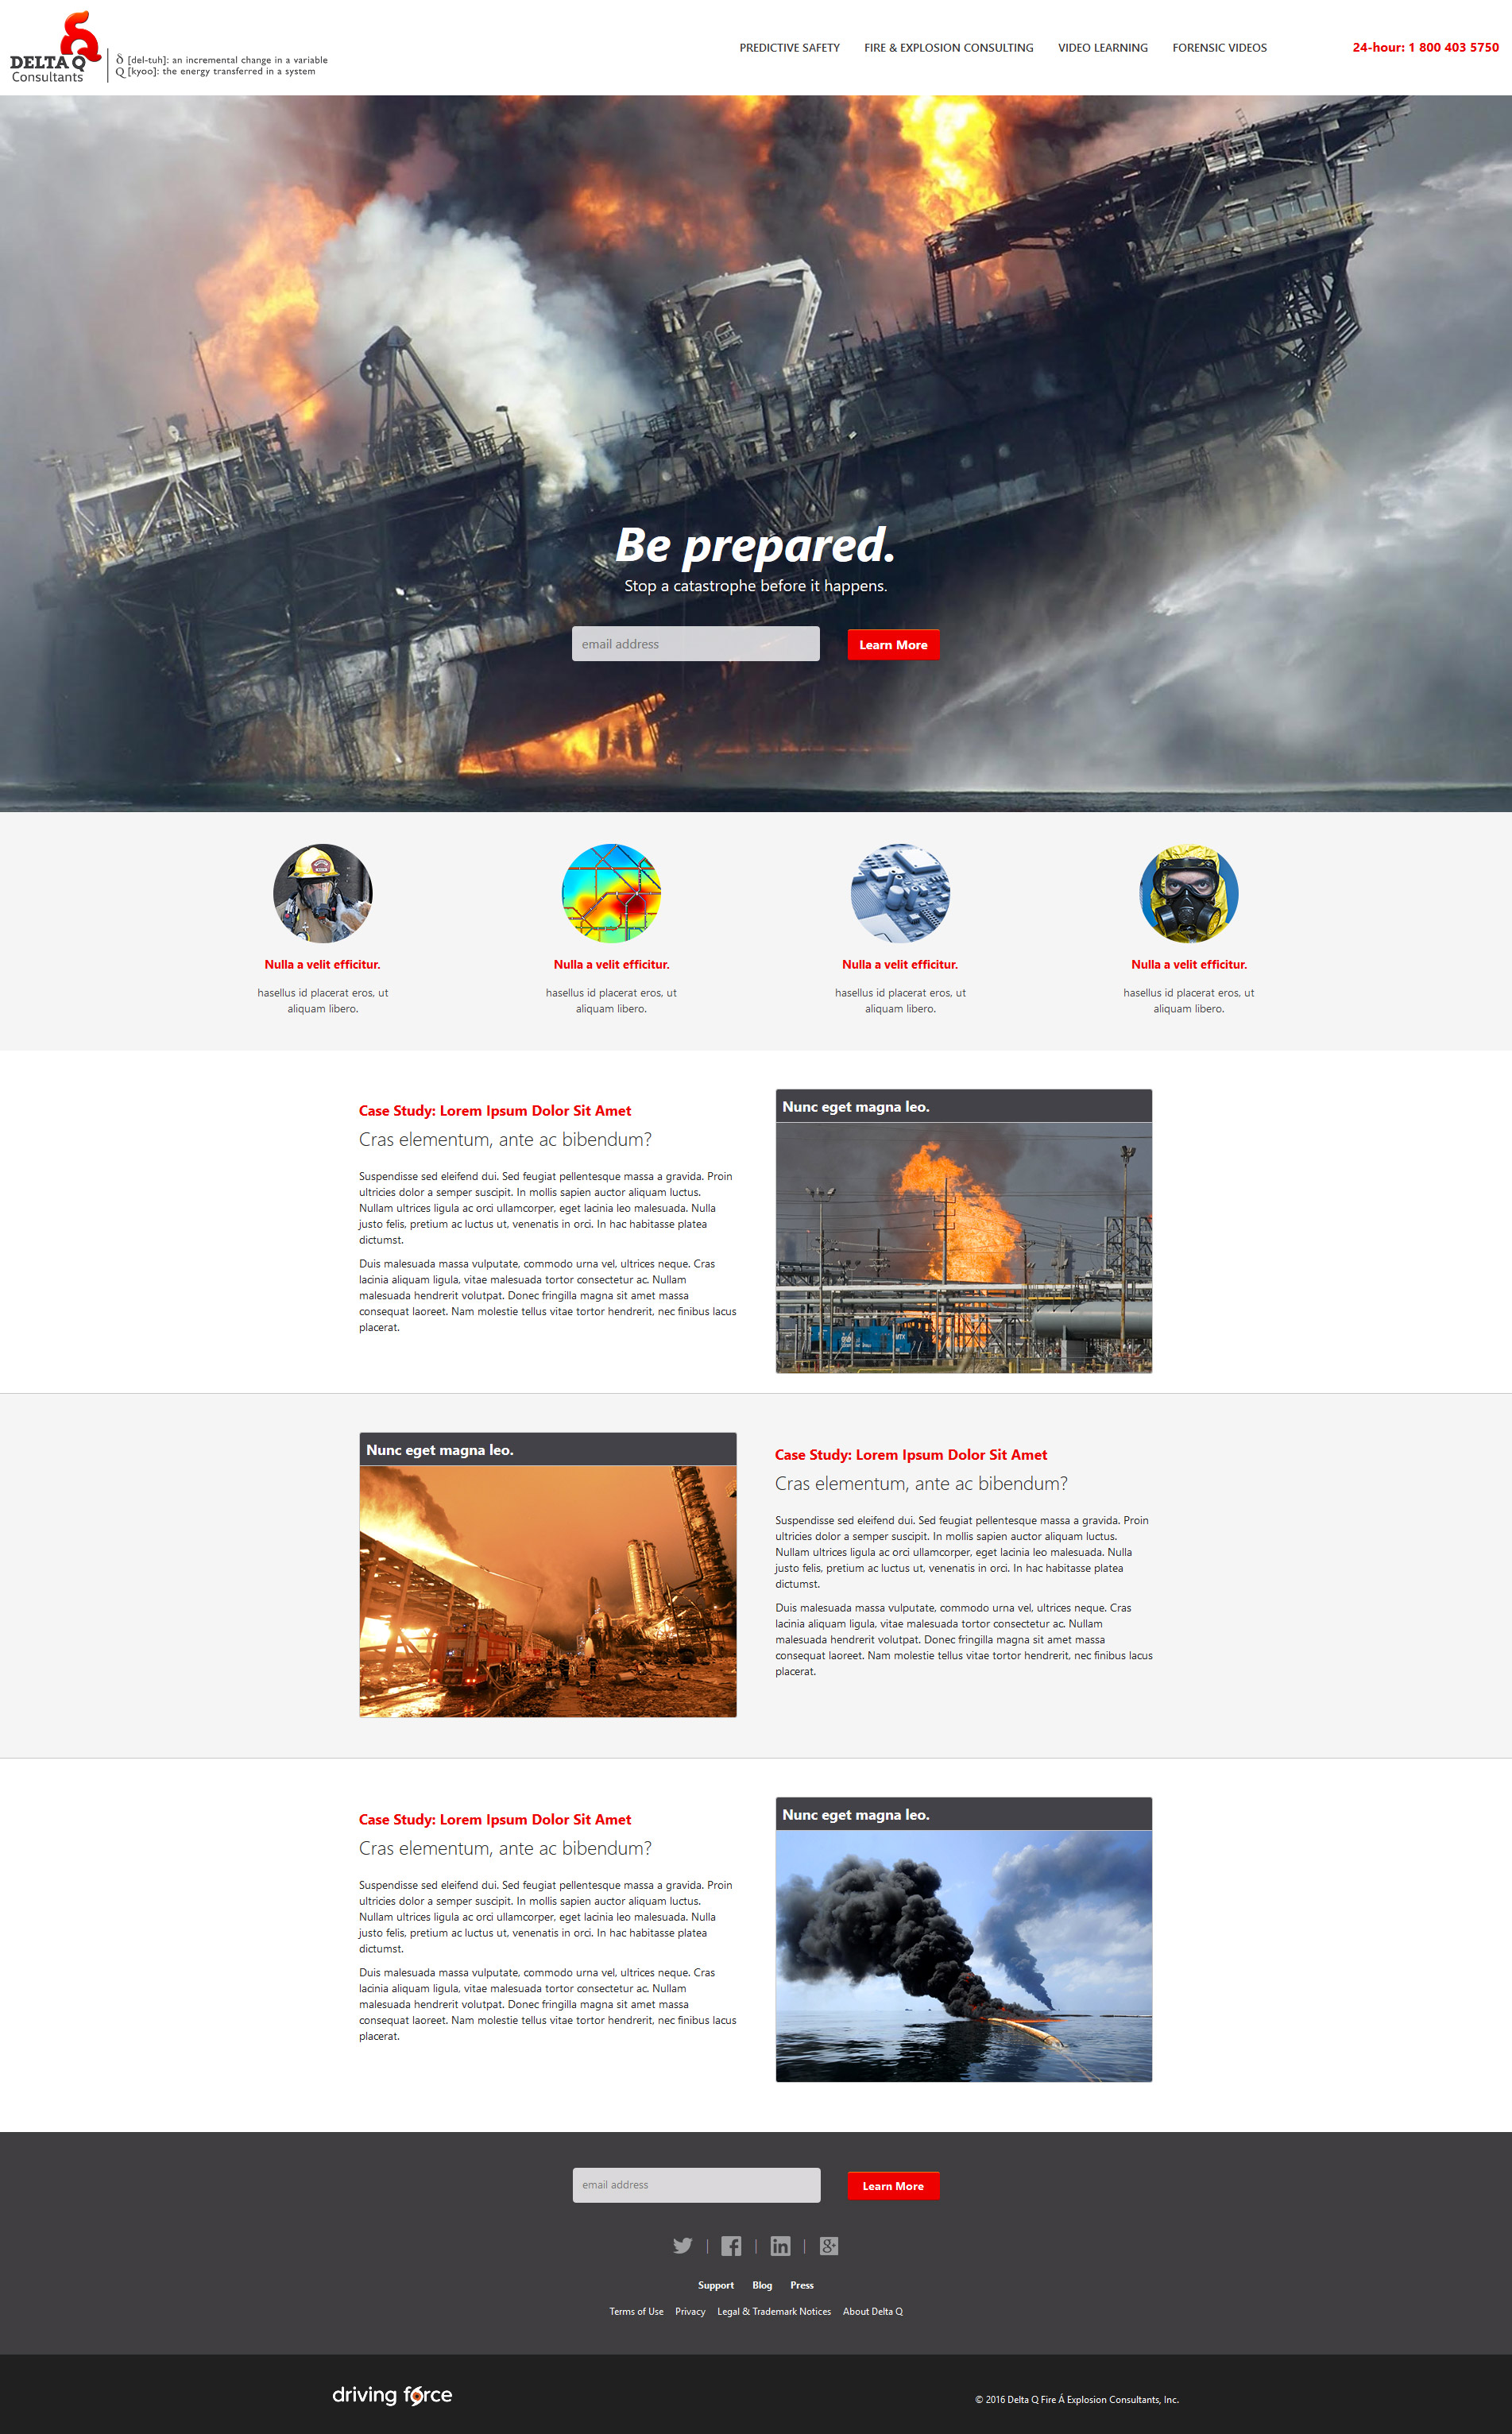 DELTA Q
Consultants
δ [del-tuh]: an incremental change in a variable
Q [kyoo]: the energy transferred in a system
PREDICTIVE SAFETY
FIRE & EXPLOSION CONSULTING
VIDEO LEARNING
FORENSIC VIDEOS
24-hour: 1 800 403 5750
Be prepared.
Stop a catastrophe before it happens.
email address
Learn More
Nulla a velit efficitur.
hasellus id placerat eros, ut
aliquam libero.
Nulla a velit efficitur.
hasellus id placerat eros, ut
aliquam libero.
Nulla a velit efficitur.
hasellus id placerat eros, ut
aliquam libero.
Nulla a velit efficitur.
hasellus id placerat eros, ut
aliquam libero.
Case Study: Lorem Ipsum Dolor Sit Amet
Cras elementum, ante ac bibendum?
Suspendisse sed eleifend dui. Sed feugiat pellentesque massa a gravida. Proin
ultricies dolor a semper suscipit. In mollis sapien auctor aliquam luctus.
Nullam ultrices ligula ac orci ullamcorper, eget lacinia leo malesuada. Nulla
justo felis, pretium ac luctus ut, venenatis in orci. In hac habitasse platea
dictumst.
Duis malesuada massa vulputate, commodo urna vel, ultrices neque. Cras
lacinia aliquam ligula, vitae malesuada tortor consectetur ac. Nullam
malesuada hendrerit volutpat. Donec fringilla magna sit amet massa
consequat laoreet. Nam molestie tellus vitae tortor hendrerit, nec finibus lacus
placerat.
Nunc eget magna leo.
Nunc eget magna leo.
Case Study: Lorem Ipsum Dolor Sit Amet
Cras elementum, ante ac bibendum?
Suspendisse sed eleifend dui. Sed feugiat pellentesque massa a gravida. Proin
ultricies dolor a semper suscipit. In mollis sapien auctor aliquam luctus.
Nullam ultrices ligula ac orci ullamcorper, eget lacinia leo malesuada. Nulla
justo felis, pretium ac luctus ut, venenatis in orci. In hac habitasse platea
dictumst.
Duis malesuada massa vulputate, commodo urna vel, ultrices neque. Cras
lacinia aliquam ligula, vitae malesuada tortor consectetur ac. Nullam
malesuada hendrerit volutpat. Donec fringilla magna sit amet massa
consequat laoreet. Nam molestie tellus vitae tortor hendrerit, nec finibus lacus
placerat.
Case Study: Lorem Ipsum Dolor Sit Amet
Cras elementum, ante ac bibendum?
Suspendisse sed eleifend dui. Sed feugiat pellentesque massa a gravida. Proin
ultricies dolor a semper suscipit. In mollis sapien auctor aliquam luctus.
Nullam ultrices ligula ac orci ullamcorper, eget lacinia leo malesuada. Nulla
justo felis, pretium ac luctus ut, venenatis in orci. In hac habitasse platea
dictumst.
Duis malesuada massa vulputate, commodo urna vel, ultrices neque. Cras
lacinia aliquam ligula, vitae malesuada tortor consectetur ac. Nullam
malesuada hendrerit volutpat. Donec fringilla magna sit amet massa
consequat laoreet. Nam molestie tellus vitae tortor hendrerit, nec finibus lacus
placerat.
Nunc eget magna leo.
email address
Learn More
Support
Blog
Press
Terms of Use
Privacy
Legal & Trademark Notices
About Delta Q
driving force
© 2016 Delta Q Fire Á Explosion Consultants, Inc.